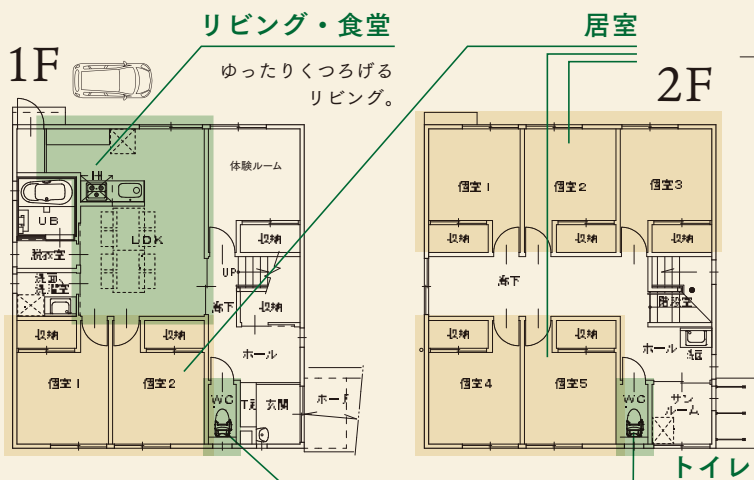 リビング・食堂
居室
1F
ゆったりくつろげる
リビング。
2F
体験ルーム
IH
UB
LDK
脱衣室
収納
UP
洗面
洗濯室
廊下
収納
収納
収納
ホール
個室1
個室2
WC
玄関
ポーチ
個室1
個室2
個室3
収納
収納
収納
廊下
階段室
収納
収納
ホール
洗面
個室4
個室5
WC
サン
ルーム
トイレ